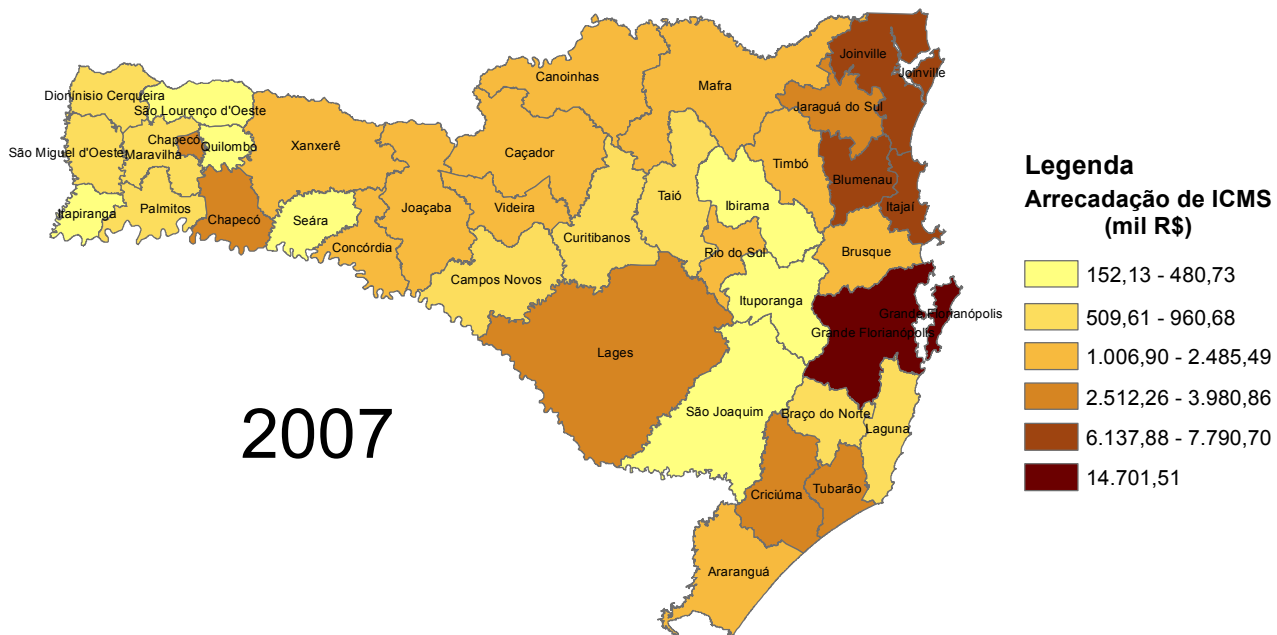 Joinville
Joinville
Canoinhas
Mafra
Dionínisio Cerqueira
São Lourenço d'Oeste
Jaraguá do Sul
Chapecó
Quilombo
Xanxerê
São Miguel d'Oeste
Maravilha
Caçador
Timbó
Blumenau
Itapiranga
Palmitos
Chapecó
Seára
Joaçaba
Videira
Taió
Ibirama
Itajaí
Curitibanos
Concórdia
Rio do Sul
Brusque
Campos Novos
Ituporanga
Grande Florianópolis
Grande Florianópolis
Lages
São Joaquim
Braço do Norte
Laguna
Criciúma
Tubarão
Araranguá
2007
Legenda
Arrecadação de ICMS
(mil R$)
152,13 - 480,73
509,61 - 960,68
1.006,90 - 2.485,49
2.512,26 - 3.980,86
6.137,88 - 7.790,70
14.701,51